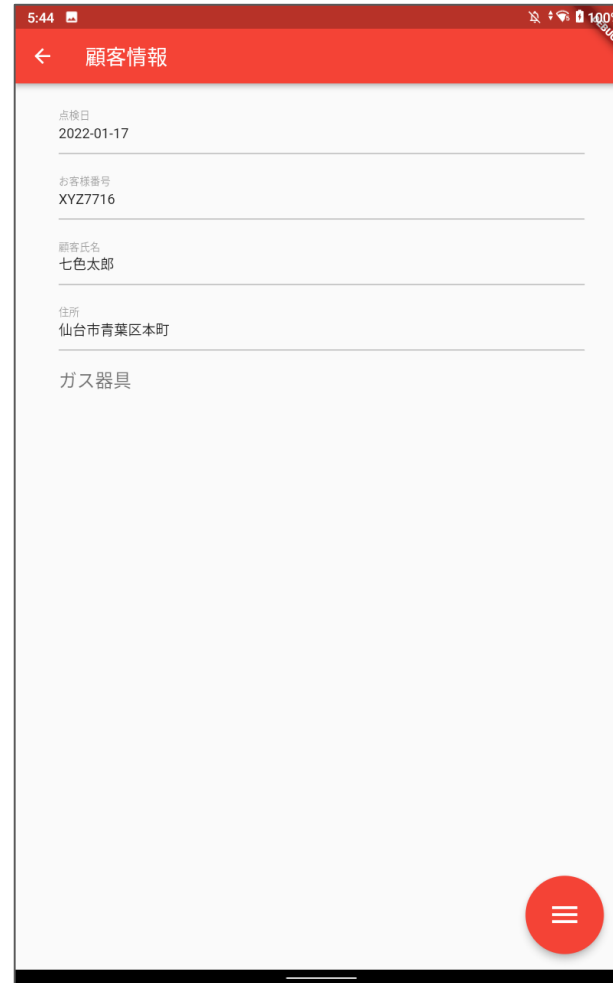 5:44
100%
顧客情報
点検日
2022-01-17
お客様番号
XYZ7716
顧客氏名
七色太郎
住所
仙台市青葉区本町
ガス器具